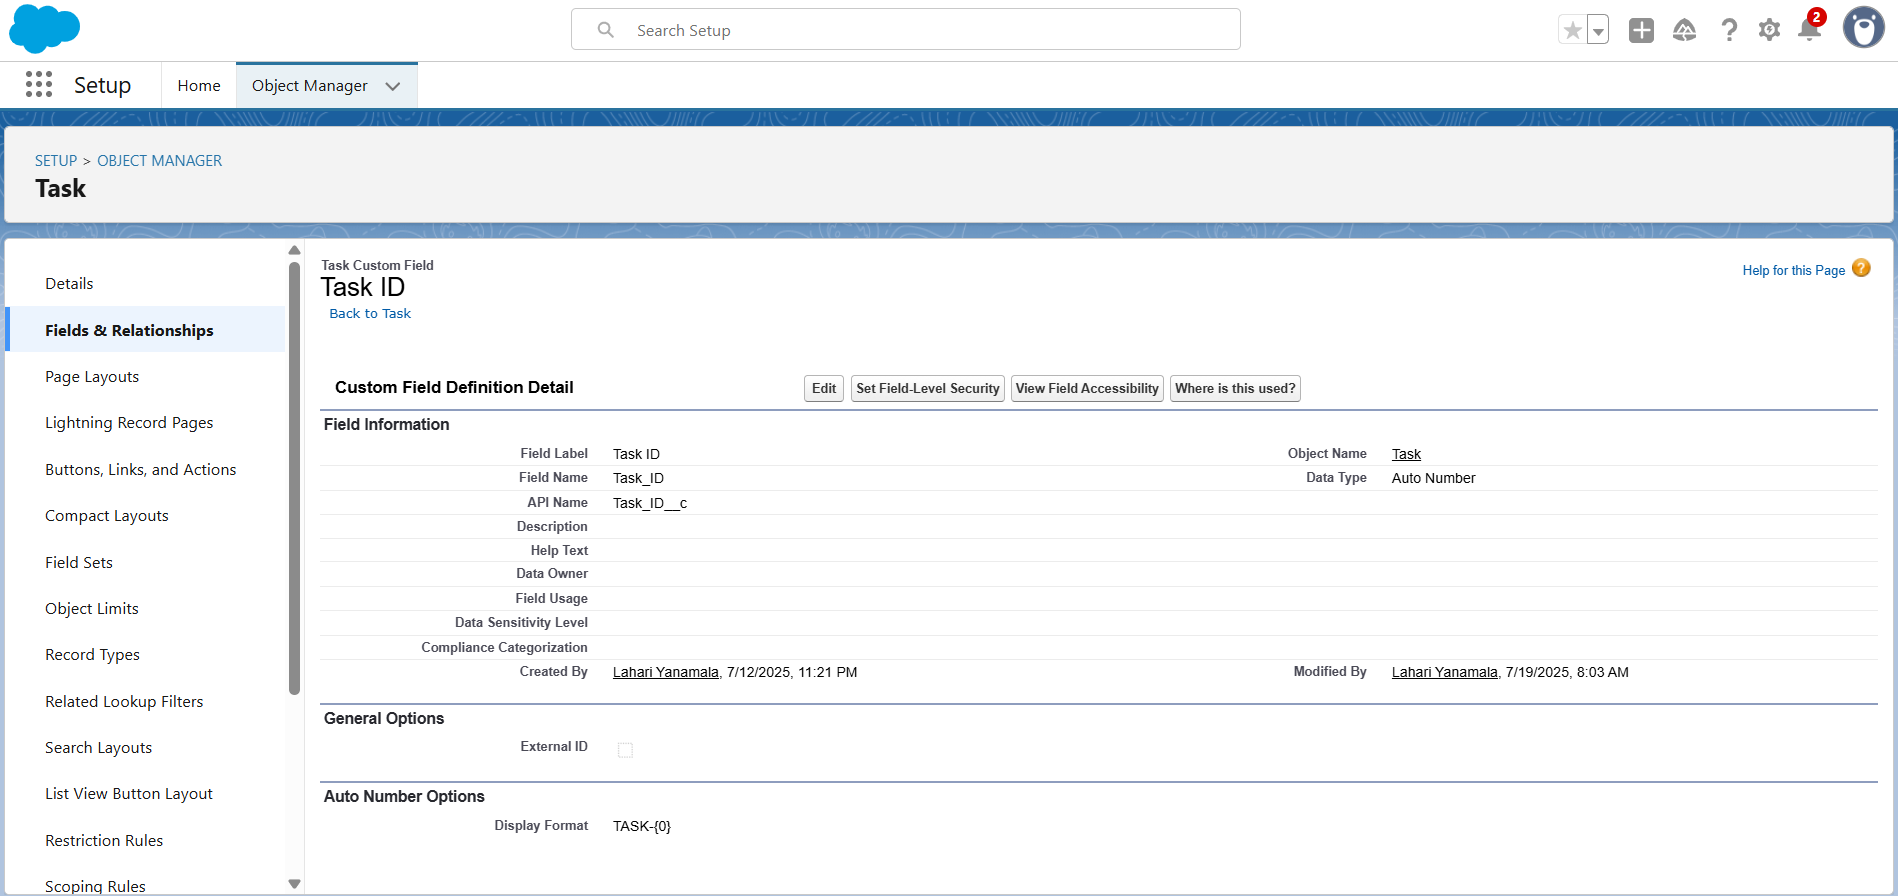 Search Setup
2
Setup
Home
Object Manager
SETUP > OBJECT MANAGER
Task
Details
Fields & Relationships
Page Layouts
Lightning Record Pages
Buttons, Links, and Actions
Compact Layouts
Field Sets
Object Limits
Record Types
Related Lookup Filters
Search Layouts
List View Button Layout
Restriction Rules
Scoping Rules
Task Custom Field
Task ID
Back to Task
Help for this Page ?
Custom Field Definition Detail
Edit
Set Field-Level Security
View Field Accessibility
Where is this used?
Field Information
Field Label Task ID Object Name Task
Field Name Task_ID Data Type Auto Number
API Name Task_ID__c
Description
Help Text
Data Owner
Field Usage
Data Sensitivity Level
Compliance Categorization
Created By Lahari Yanamala, 7/12/2025, 11:21 PM Modified By Lahari Yanamala, 7/19/2025, 8:03 AM
General Options
External ID
Auto Number Options
Display Format TASK-{0}